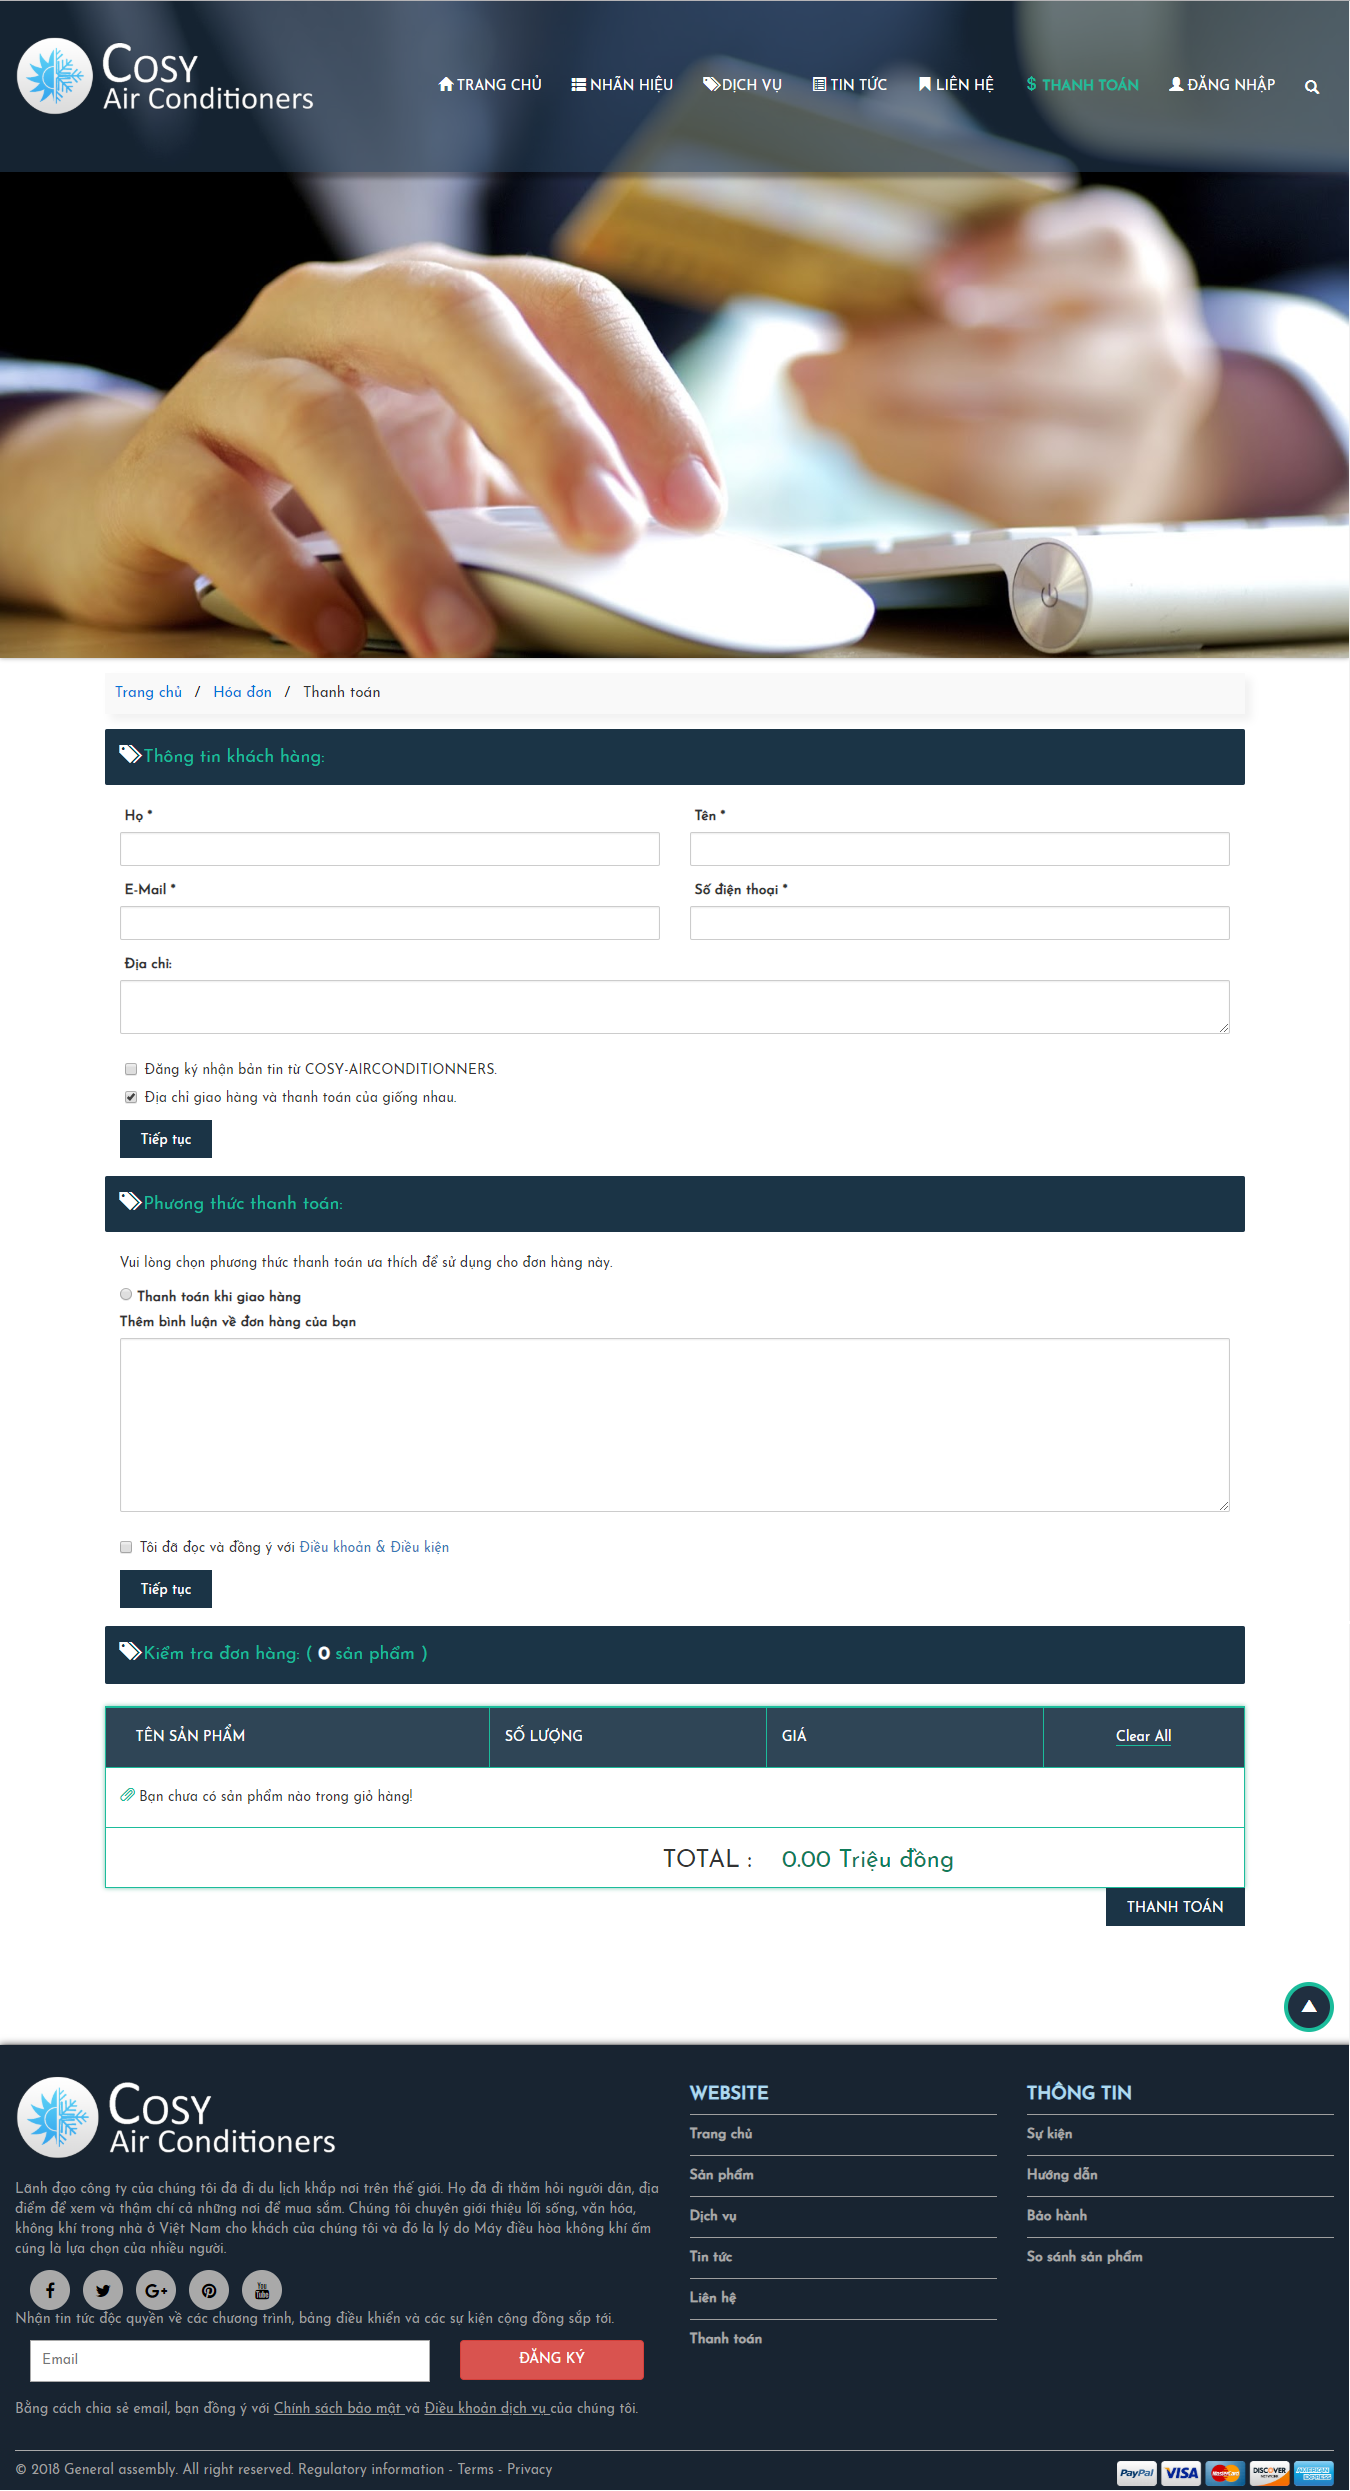 COSY
Air Conditioners
TRANG CHỦ NHÃN HIỆU DỊCH VỤ TIN TỨC LIÊN HỆ $ THANH TOÁN ĐĂNG NHẬP
Trang chủ / Hóa đơn / Thanh toán
Thông tin khách hàng:
Họ * Tên *
E-Mail * Số điện thoại *
Địa chỉ:
Đăng ký nhận bản tin từ COSY-AIRCONDITIONNERS.
Địa chỉ giao hàng và thanh toán của giống nhau.
Tiếp tục
Phương thức thanh toán:
Vui lòng chọn phương thức thanh toán ưa thích để sử dụng cho đơn hàng này.
Thanh toán khi giao hàng
Thêm bình luận về đơn hàng của bạn
Tôi đã đọc và đồng ý với Điều khoản & Điều kiện
Tiếp tục
Kiểm tra đơn hàng: ( 0 sản phẩm )
TÊN SẢN PHẨM SỐ LƯỢNG GIÁ Clear All
Bạn chưa có sản phẩm nào trong giỏ hàng!
TOTAL : 0.00 Triệu đồng
THANH TOÁN
COSY
Air Conditioners
Lãnh đạo công ty của chúng tôi đã đi du lịch khắp nơi trên thế giới. Họ đã đi thăm hỏi người dân, địa
điểm để xem và thậm chí cả những nơi để mua sắm. Chúng tôi chuyên giới thiệu lối sống, văn hóa,
không khí trong nhà ở Việt Nam cho khách của chúng tôi và đó là lý do Máy điều hòa không khí ấm
cúng là lựa chọn của nhiều người.
f G+ You Tube
Nhận tin tức độc quyền về các chương trình, bảng điều khiển và các sự kiện cộng đồng sắp tới.
Email ĐĂNG KÝ
Bằng cách chia sẻ email, bạn đồng ý với Chính sách bảo mật và Điều khoản dịch vụ của chúng tôi.
WEBSITE
Trang chủ
Sản phẩm
Dịch vụ
Tin tức
Liên hệ
Thanh toán
THÔNG TIN
Sự kiện
Hướng dẫn
Bảo hành
So sánh sản phẩm
© 2018 General assembly. All right reserved. Regulatory information - Terms - Privacy
PayPal VISA MasterCard DISCOVER NETWORK AMERICAN EXPRESS